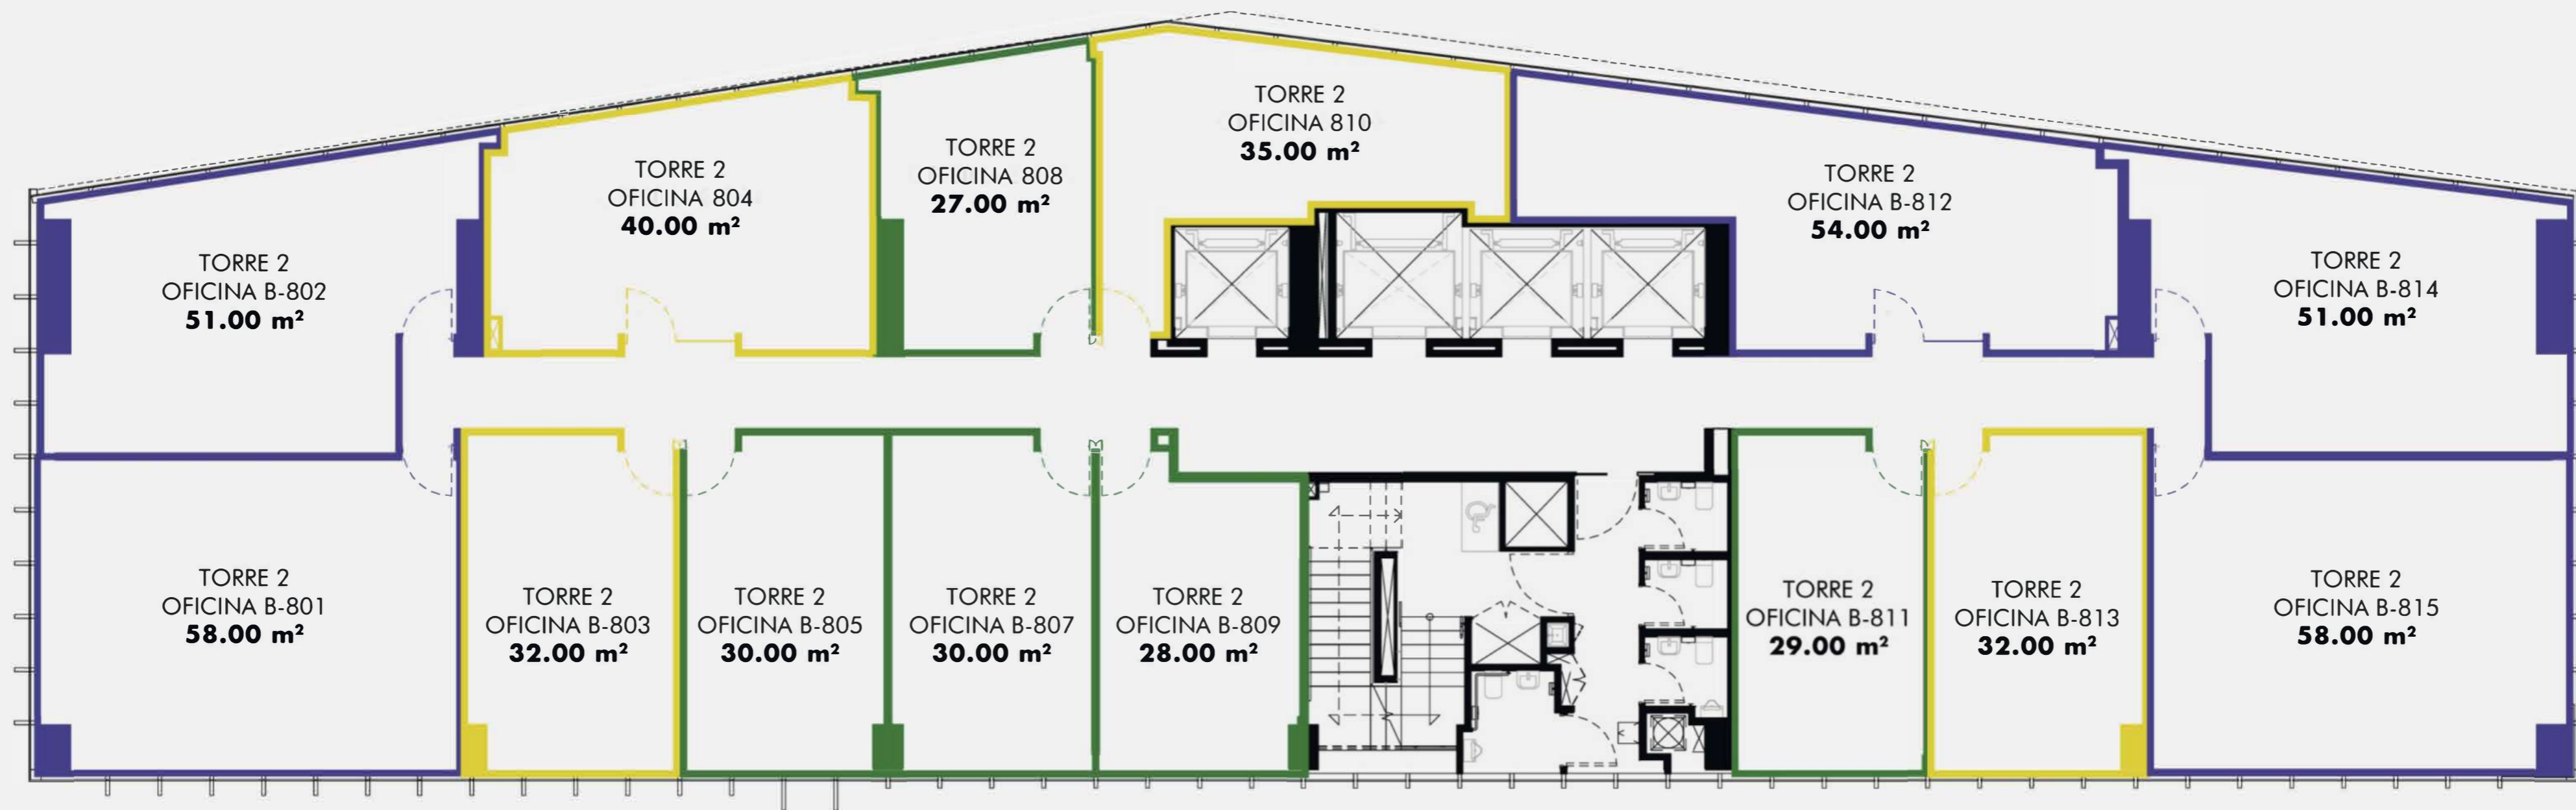 TORRE 2
OFICINA B-802
51.00 m²
TORRE 2
OFICINA 804
40.00 m²
TORRE 2
OFICINA 808
27.00 m²
TORRE 2
OFICINA 810
35.00 m²
TORRE 2
OFICINA B-812
54.00 m²
TORRE 2
OFICINA B-814
51.00 m²
TORRE 2
OFICINA B-801
58.00 m²
TORRE 2
OFICINA B-803
32.00 m²
TORRE 2
OFICINA B-805
30.00 m²
TORRE 2
OFICINA B-807
30.00 m²
TORRE 2
OFICINA B-809
28.00 m²
TORRE 2
OFICINA B-811
29.00 m²
TORRE 2
OFICINA B-813
32.00 m²
TORRE 2
OFICINA B-815
58.00 m²